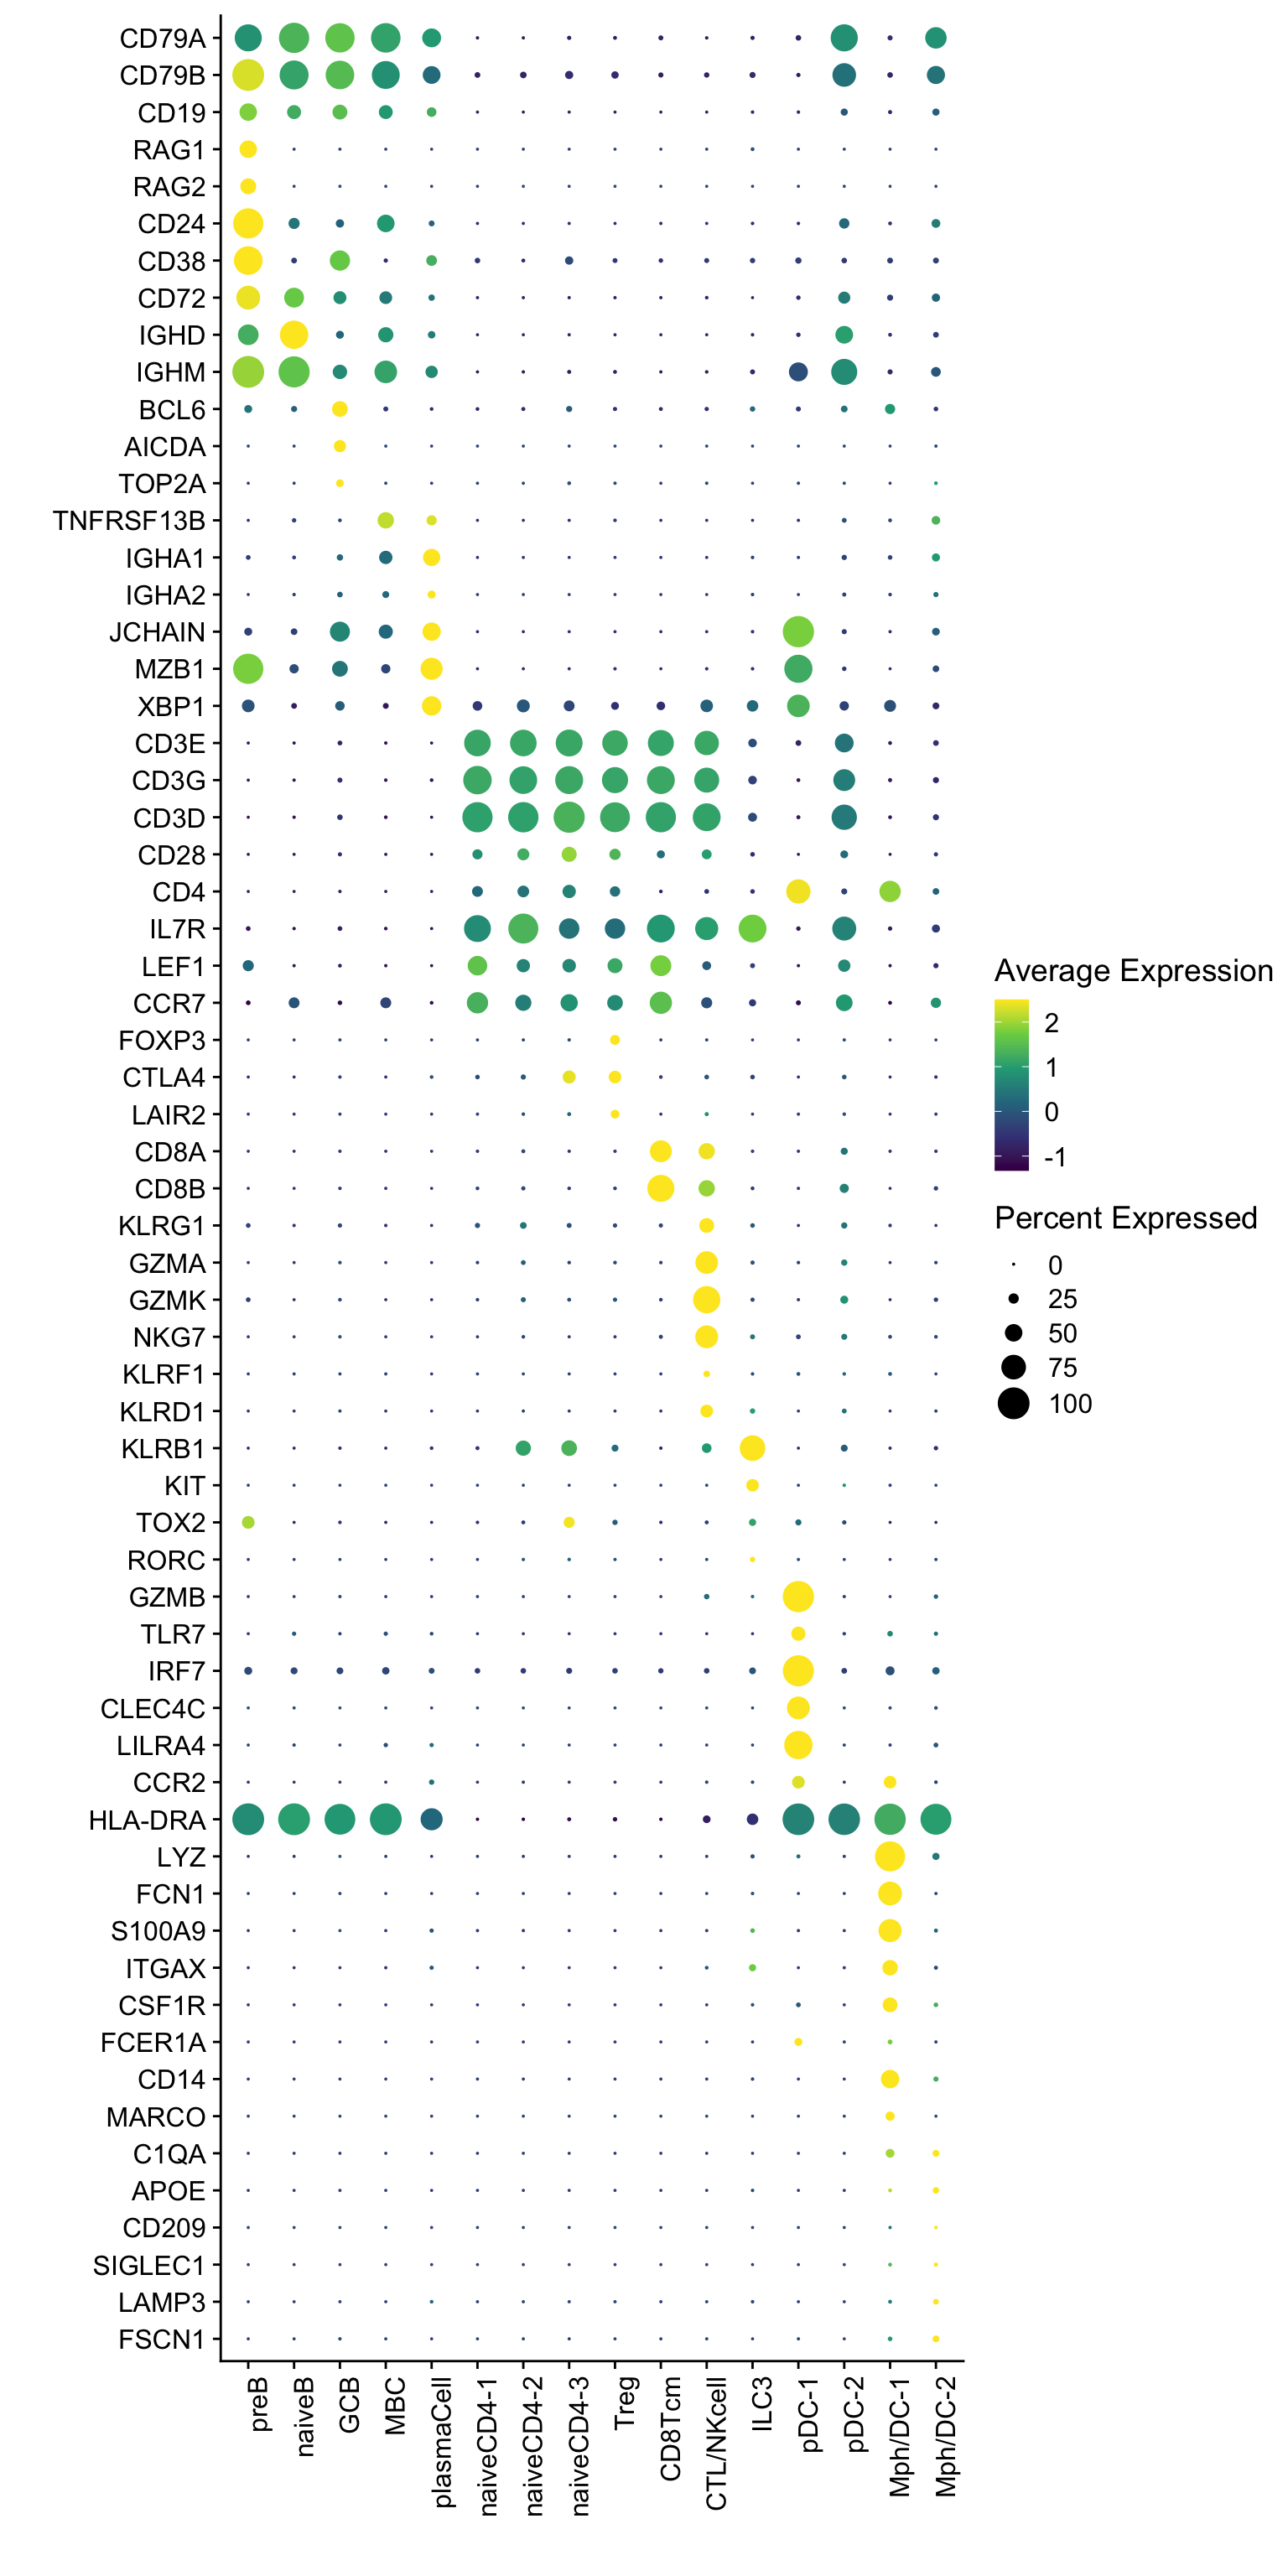 CD79A
CD79B
CD19
RAG1
RAG2
CD24
CD38
CD72
IGHD
IGHM
BCL6
AICDA
TOP2A
TNFRSF13B
IGHA1
IGHA2
JCHAIN
MZB1
XBP1
CD3E
CD3G
CD3D
CD28
CD4
IL7R
LEF1
CCR7
FOXP3
CTLA4
LAIR2
CD8A
CD8B
KLRG1
GZMA
GZMK
NKG7
KLRF1
KLRD1
KLRB1
KIT
TOX2
RORC
GZMB
TLR7
IRF7
CLEC4C
LILRA4
CCR2
HLA-DRA
LYZ
FCN1
S100A9
ITGAX
CSF1R
FCER1A
CD14
MARCO
C1QA
APOE
CD209
SIGLEC1
LAMP3
FSCN1
preB
naiveB
GCB
MBC
plasmaCell
naiveCD4-1
naiveCD4-2
naiveCD4-3
Treg
CD8Tcm
CTL/NKcell
ILC3
pDC-1
pDC-2
Mph/DC-1
Mph/DC-2
Average Expression
2
1
0
-1
Percent Expressed
0
25
50
75
100